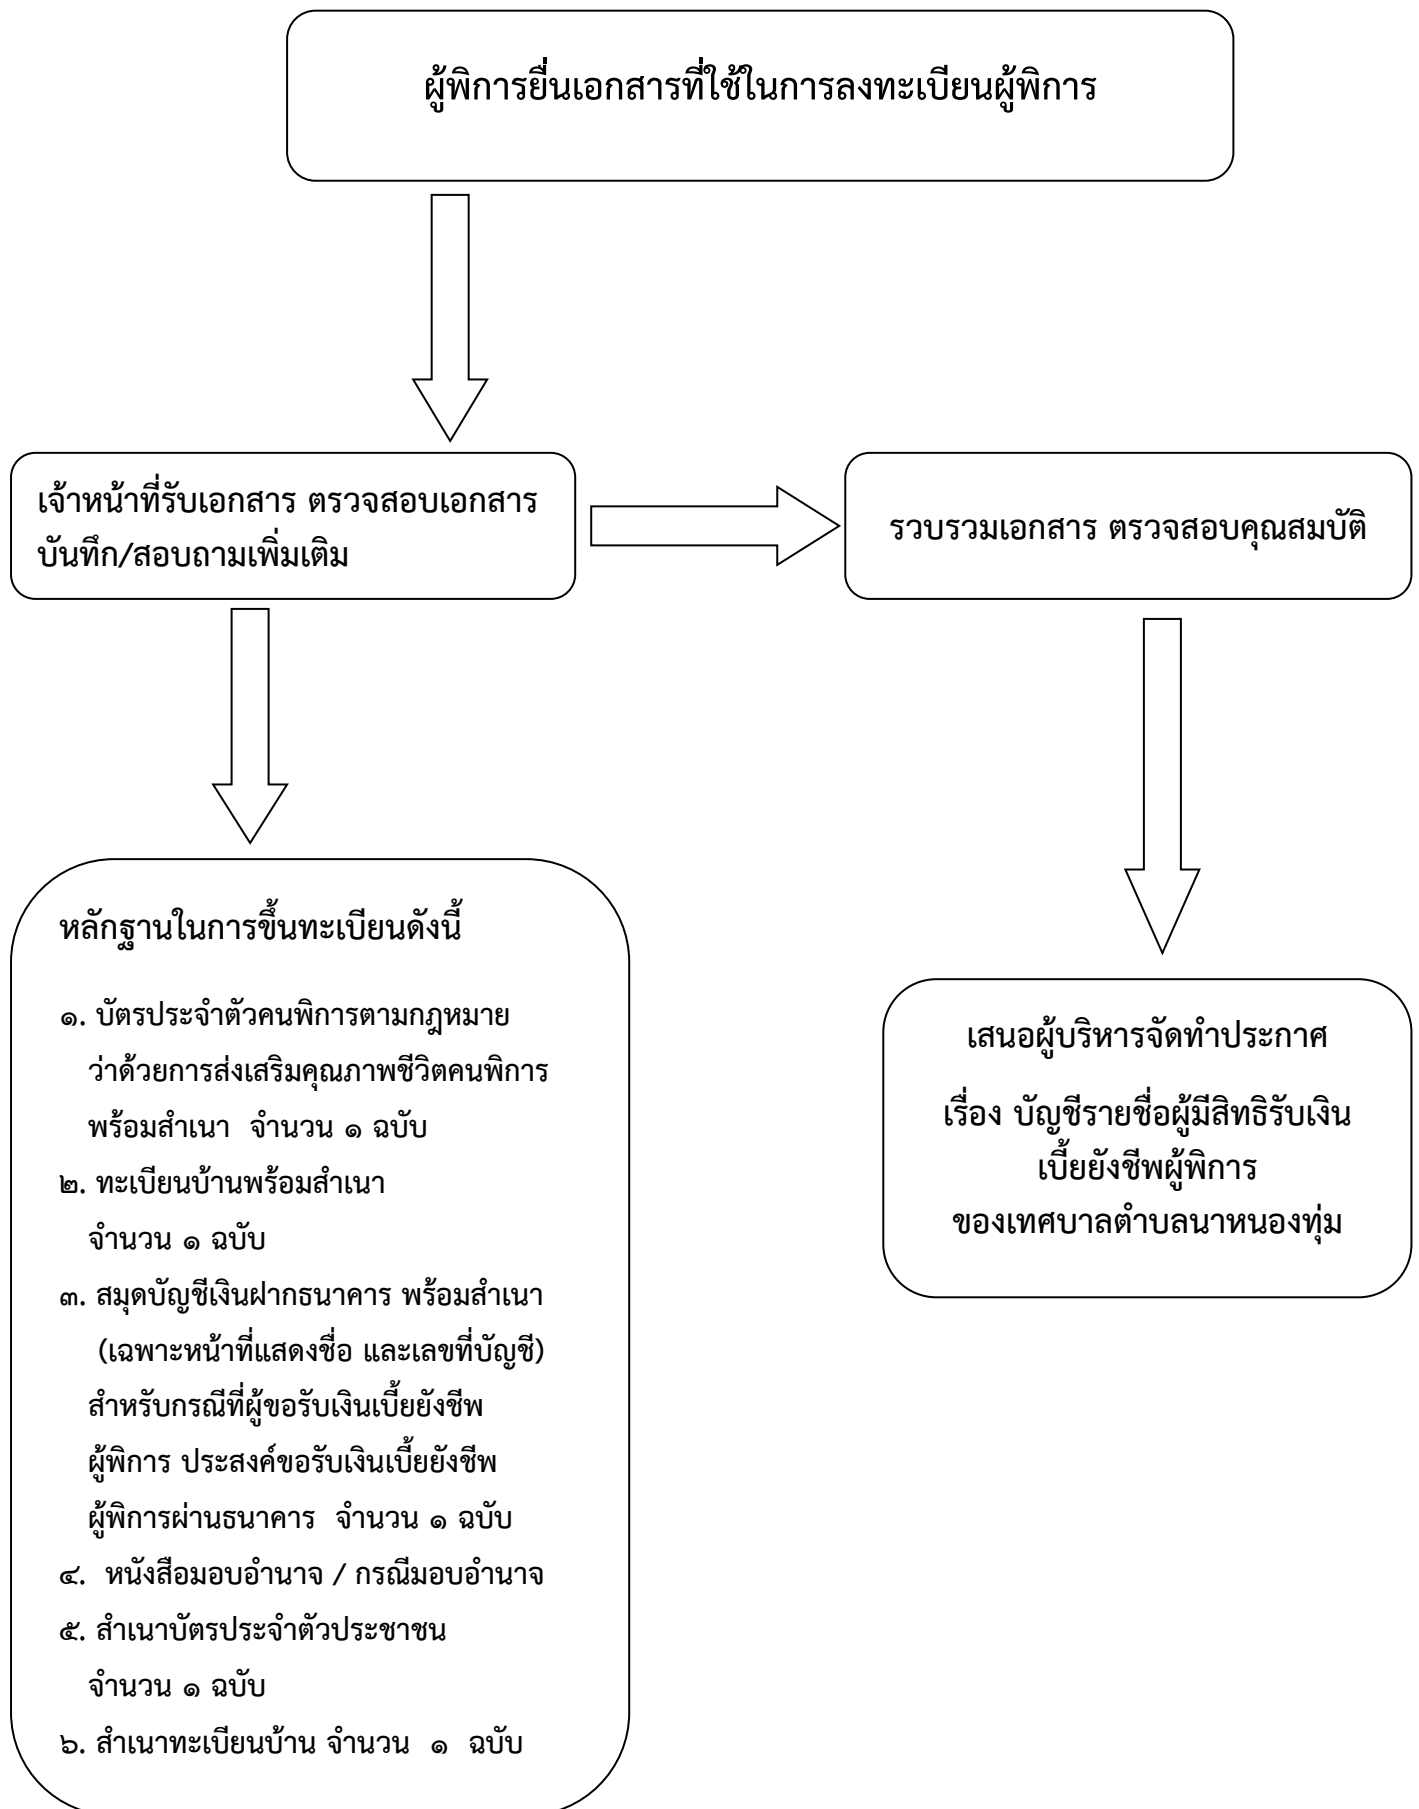 ผู้พิการยื่นเอกสารที่ใช้ในการลงทะเบียนผู้พิการ
เจ้าหน้าที่รับเอกสาร ตรวจสอบเอกสาร
บันทึก/สอบถามเพิ่มเติม
รวบรวมเอกสาร ตรวจสอบคุณสมบัติ
หลักฐานในการขึ้นทะเบียนดังนี้
๑. บัตรประจำตัวคนพิการตามกฎหมาย
ว่าด้วยการส่งเสริมคุณภาพชีวิตคนพิการ
พร้อมสำเนา จำนวน ๑ ฉบับ
๒. ทะเบียนบ้านพร้อมสำเนา
จำนวน ๑ ฉบับ
๓. สมุดบัญชีเงินฝากธนาคาร พร้อมสำเนา
(เฉพาะหน้าที่แสดงชื่อ และเลขที่บัญชี)
สำหรับกรณีที่ผู้ขอรับเงินเบี้ยยังชีพ
ผู้พิการ ประสงค์ขอรับเงินเบี้ยยังชีพ
ผู้พิการผ่านธนาคาร จำนวน ๑ ฉบับ
๔. หนังสือมอบอำนาจ / กรณีมอบอำนาจ
๕. สำเนาบัตรประจำตัวประชาชน
จำนวน ๑ ฉบับ
๖. สำเนาทะเบียนบ้าน จำนวน ๑ ฉบับ
เสนอผู้บริหารจัดทำประกาศ
เรื่อง บัญชีรายชื่อผู้มีสิทธิรับเงิน
เบี้ยยังชีพผู้พิการ
ของเทศบาลตำบลนาหนองทุ่ม